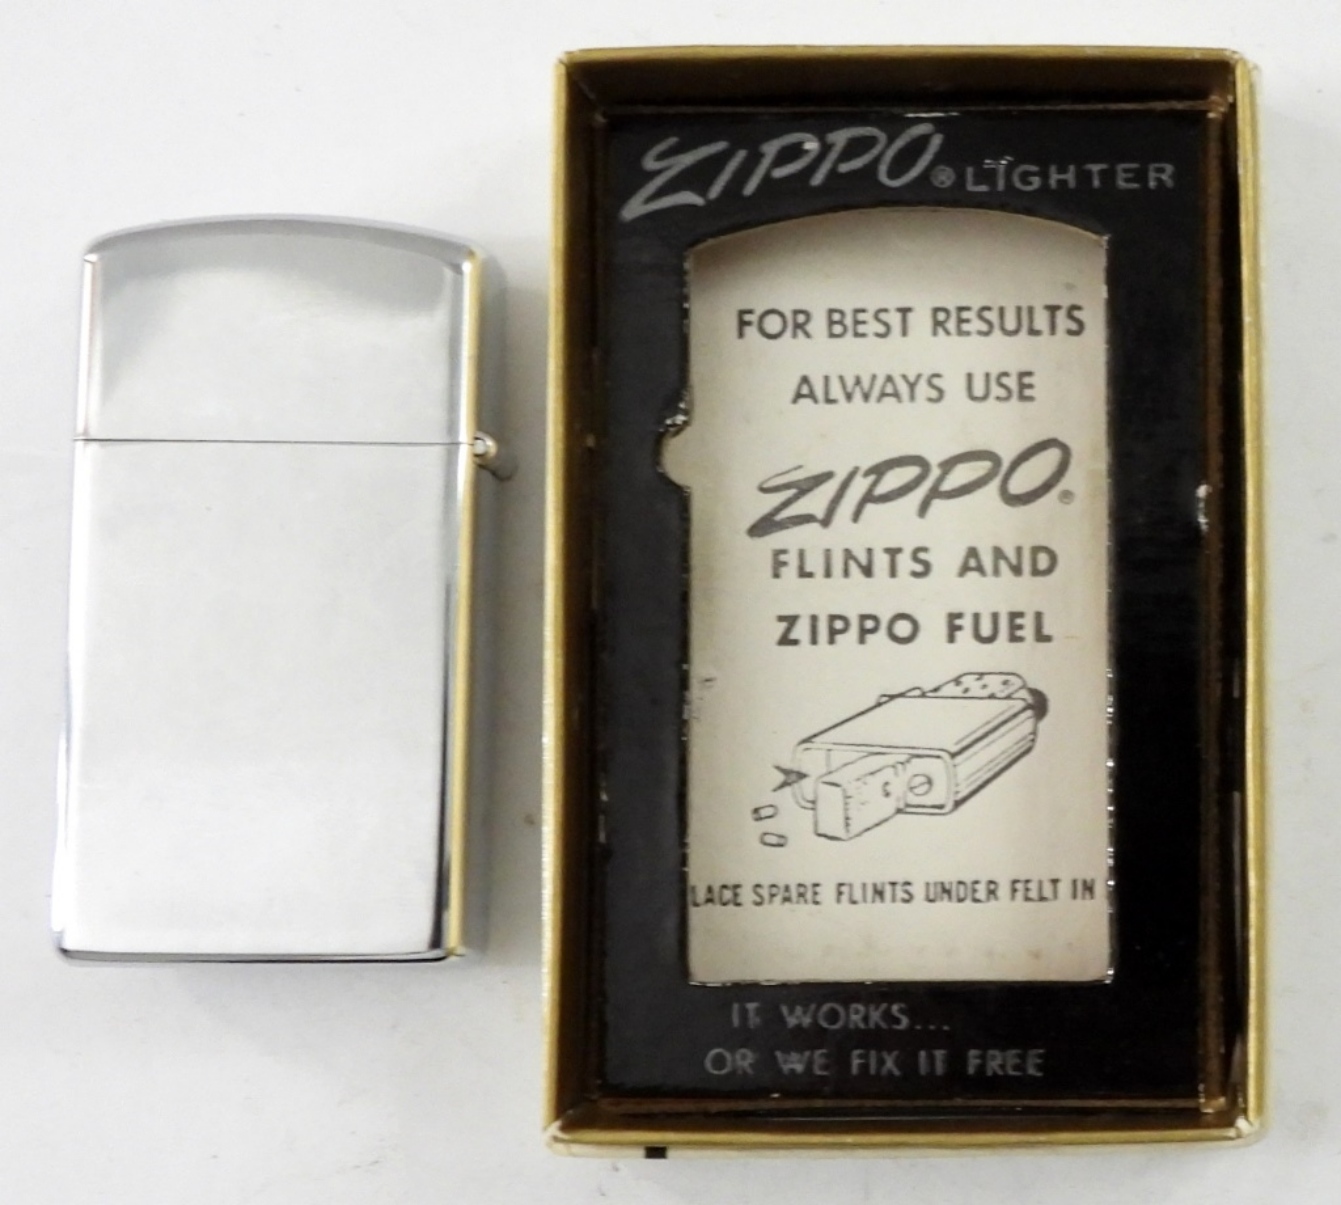 ZIPPO® LIGHTER
FOR BEST RESULTS
ALWAYS USE
ZIPPO®
FLINTS AND
ZIPPO FUEL
LACE SPARE FLINTS UNDER FELT IN
IT WORKS...
OR WE FIX IT FREE